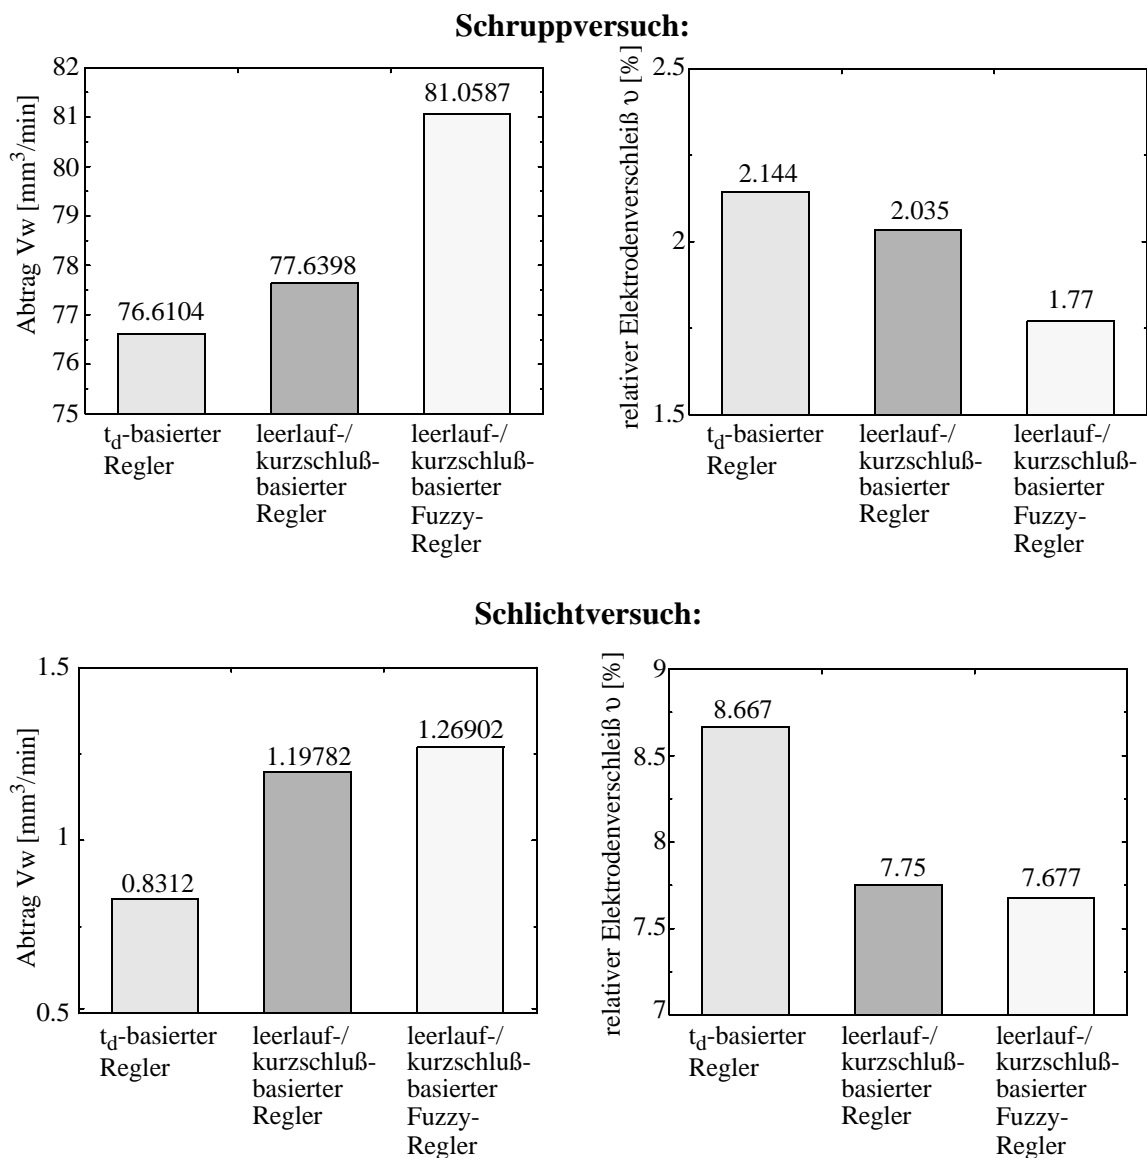 Schruppversuch:
Abtrag Vw [mm³/min]
82
81
80
79
78
77
76
75
76.6104
77.6398
81.0587
t_d-basierter
Regler
leerlauf-/
kurzschluß-
basierter
Regler
leerlauf-/
kurzschluß-
basierter
Fuzzy-
Regler
relativer Elektrodenverschleiß υ [%]
2.5
2
1.5
2.144
2.035
1.77
t_d-basierter
Regler
leerlauf-/
kurzschluß-
basierter
Regler
leerlauf-/
kurzschluß-
basierter
Fuzzy-
Regler
Schlichtversuch:
Abtrag Vw [mm³/min]
1.5
1
0.5
0.8312
1.19782
1.26902
t_d-basierter
Regler
leerlauf-/
kurzschluß-
basierter
Regler
leerlauf-/
kurzschluß-
basierter
Fuzzy-
Regler
relativer Elektrodenverschleiß υ [%]
9
8.5
8
7.5
7
8.667
7.75
7.677
t_d-basierter
Regler
leerlauf-/
kurzschluß-
basierter
Regler
leerlauf-/
kurzschluß-
basierter
Fuzzy-
Regler